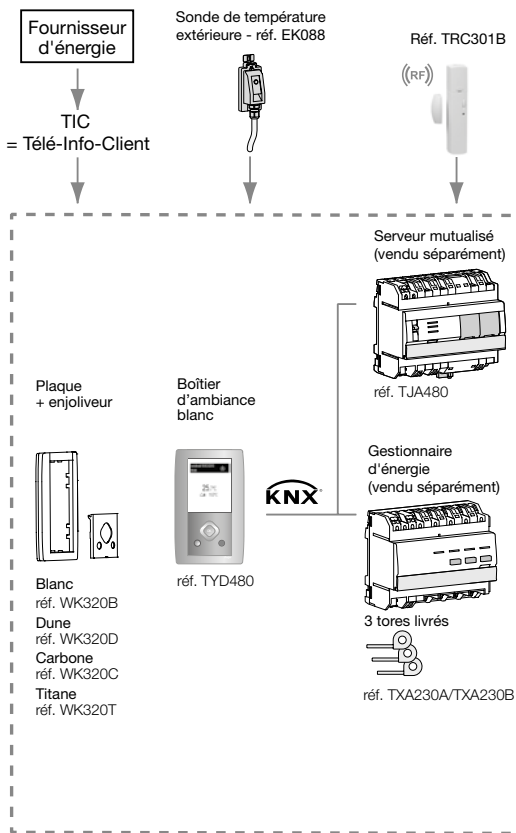 Fournisseur
d'énergie
TIC
= Télé-Info-Client
Sonde de température
extérieure - réf. EK088
Réf. TRC301B
((RF))
Serveur mutualisé
(vendu séparément)
réf. TJA480
Plaque
+ enjoliveur
Boîtier
d'ambiance
blanc
KNX
Gestionnaire
d'énergie
(vendu séparément)
réf. TYD480
Blanc
réf. WK320B
Dune
réf. WK320D
Carbone
réf. WK320C
Titane
réf. WK320T
3 tores livrés
réf. TXA230A/TXA230B